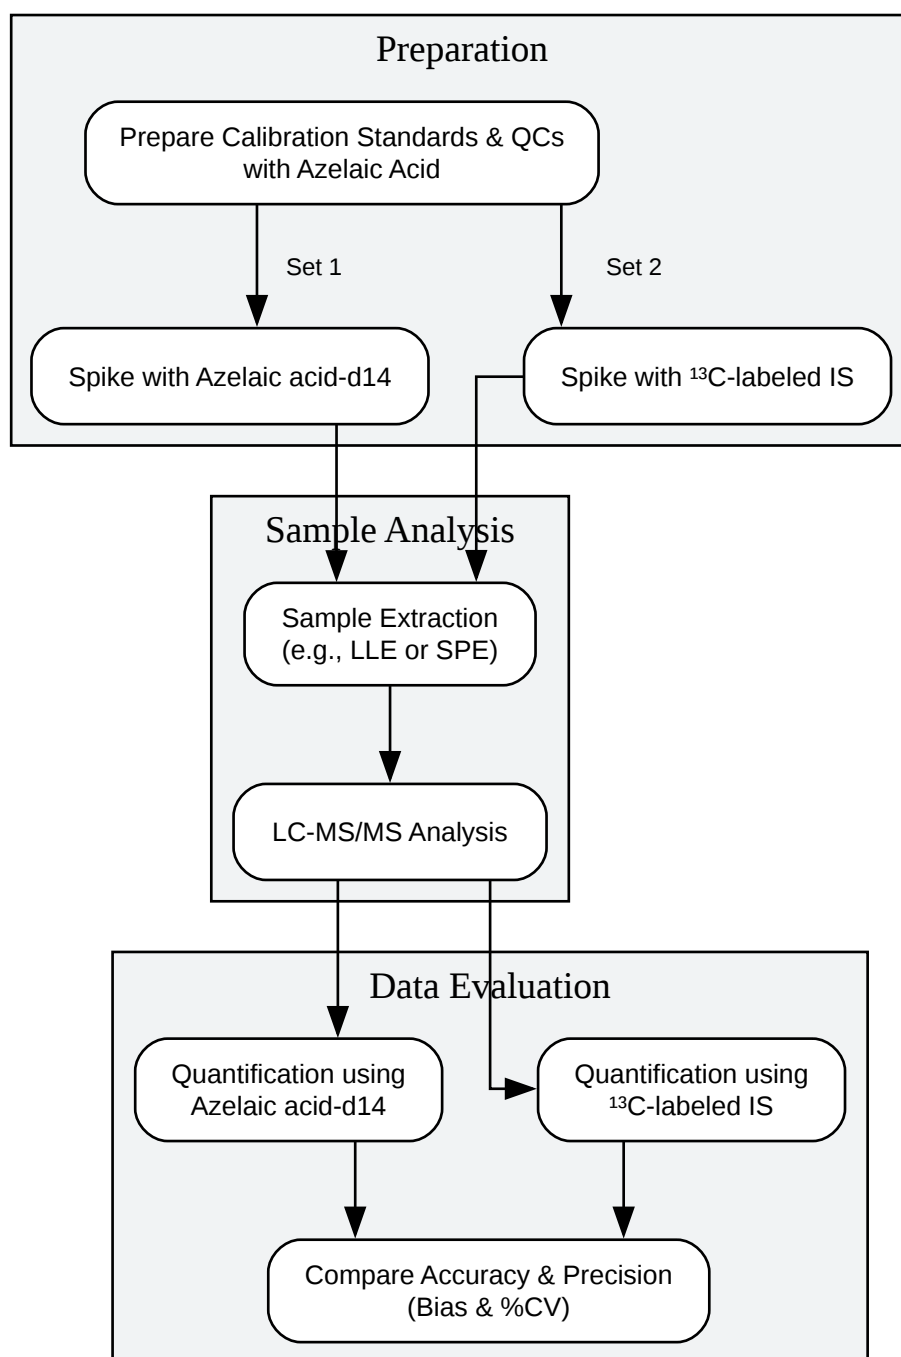 Preparation
Prepare Calibration Standards & QCs
with Azelaic Acid
Set 1
Set 2
Spike with Azelaic acid-d14
Spike with ¹³C-labeled IS
Sample Analysis
Sample Extraction
(e.g., LLE or SPE)
LC-MS/MS Analysis
Data Evaluation
Quantification using
Azelaic acid-d14
Quantification using
¹³C-labeled IS
Compare Accuracy & Precision
(Bias & %CV)